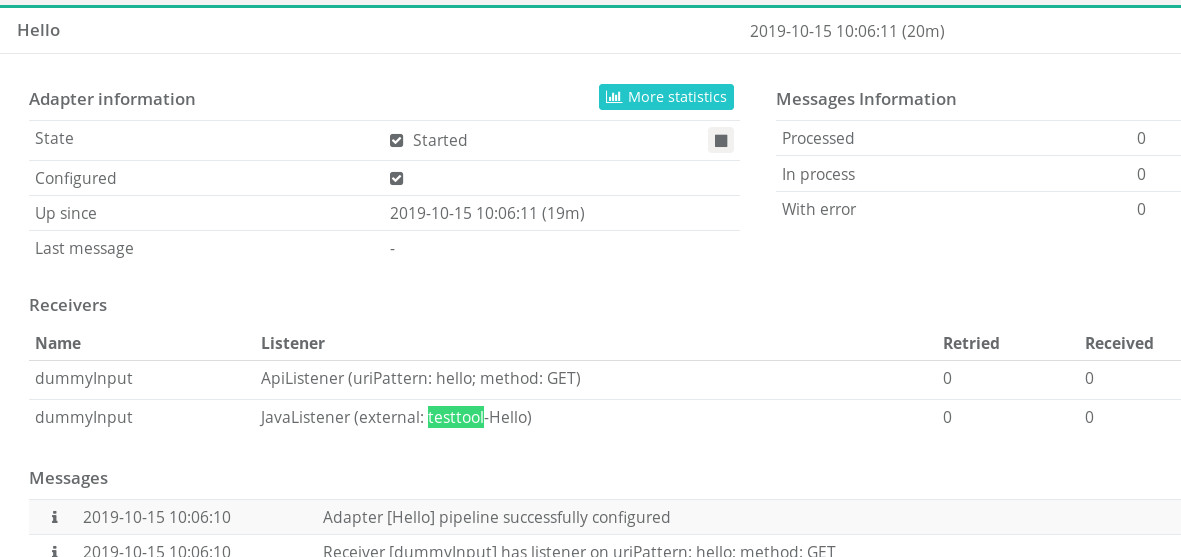 Hello 2019-10-15 10:06:11 (20m)
Adapter information More statistics Messages Information
State Started Processed 0
Configured In process 0
Up since 2019-10-15 10:06:11 (19m) With error 0
Last message -
Receivers
Name Listener Retried Received
dummyInput ApiListener (uriPattern: hello; method: GET) 0 0
dummyInput JavaListener (external: testtool-Hello) 0 0
Messages
2019-10-15 10:06:10 Adapter [Hello] pipeline successfully configured
2019-10-15 10:06:10 Receiver [dummyInput] has listener on uriPattern: hello; method: GET